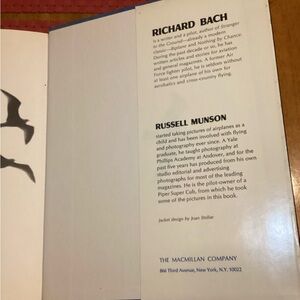 RICHARD BACH
is a writer and a pilot, author of Stranger
to the Ground—already a modern
classic—Biplane and Nothing by Chance.
During the past decade or so, he has
written articles and stories for aviation
and general magazines. A former Air
Force fighter pilot, he is seldom without
at least one airplane of his own for
aerobatics and cross-country flying.
RUSSELL MUNSON
started taking pictures of airplanes as a
child and has been involved with flying
and photography ever since. A Yale
graduate, he taught photography at
Phillips Academy at Andover, and for the
past five years has produced from his own
studio editorial and advertising
photographs for most of the leading
magazines. He is the pilot-owner of a
Piper Super Cub, from which he took
some of the pictures in this book.
Jacket design by Joan Stoliar
THE MACMILLAN COMPANY
866 Third Avenue, New York, N.Y. 10022